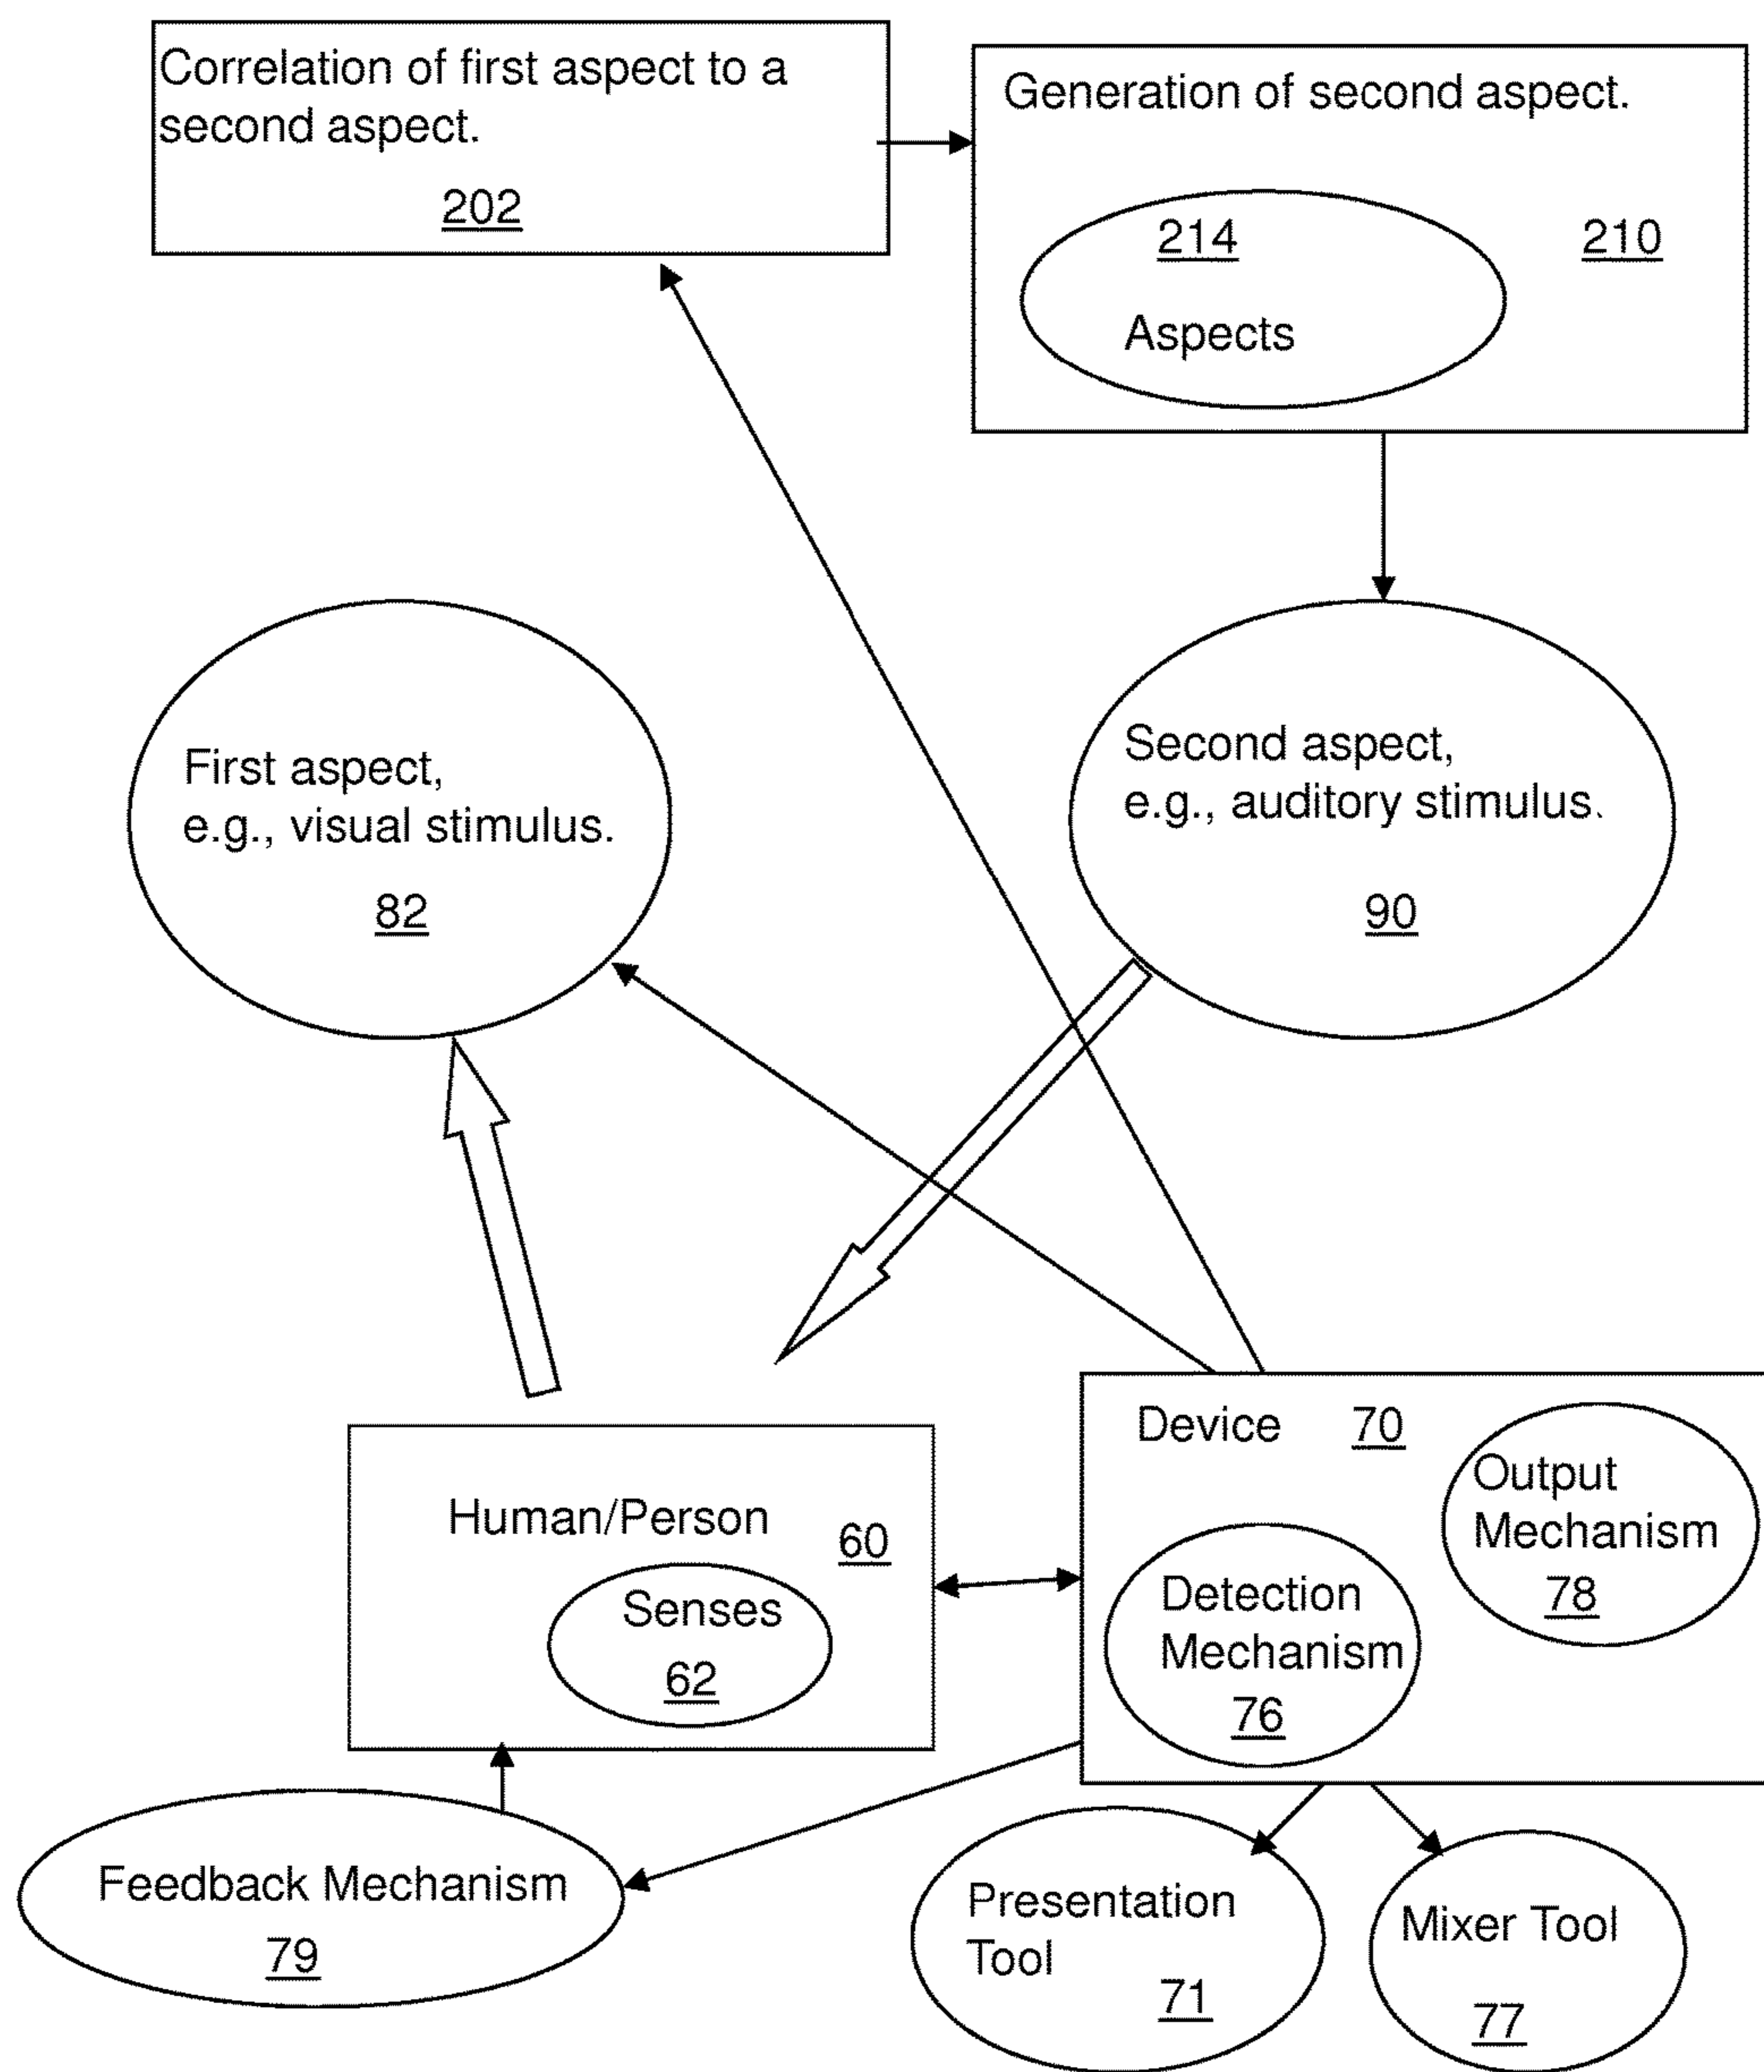 Correlation of first aspect to a
second aspect.
202
Generation of second aspect.
214
210
Aspects
First aspect,
e.g., visual stimulus.
82
Second aspect,
e.g., auditory stimulus.
90
Human/Person
60
Senses
62
Device 70
Output
Mechanism
78
Detection
Mechanism
76
Feedback Mechanism
79
Presentation
Tool
71
Mixer Tool
77